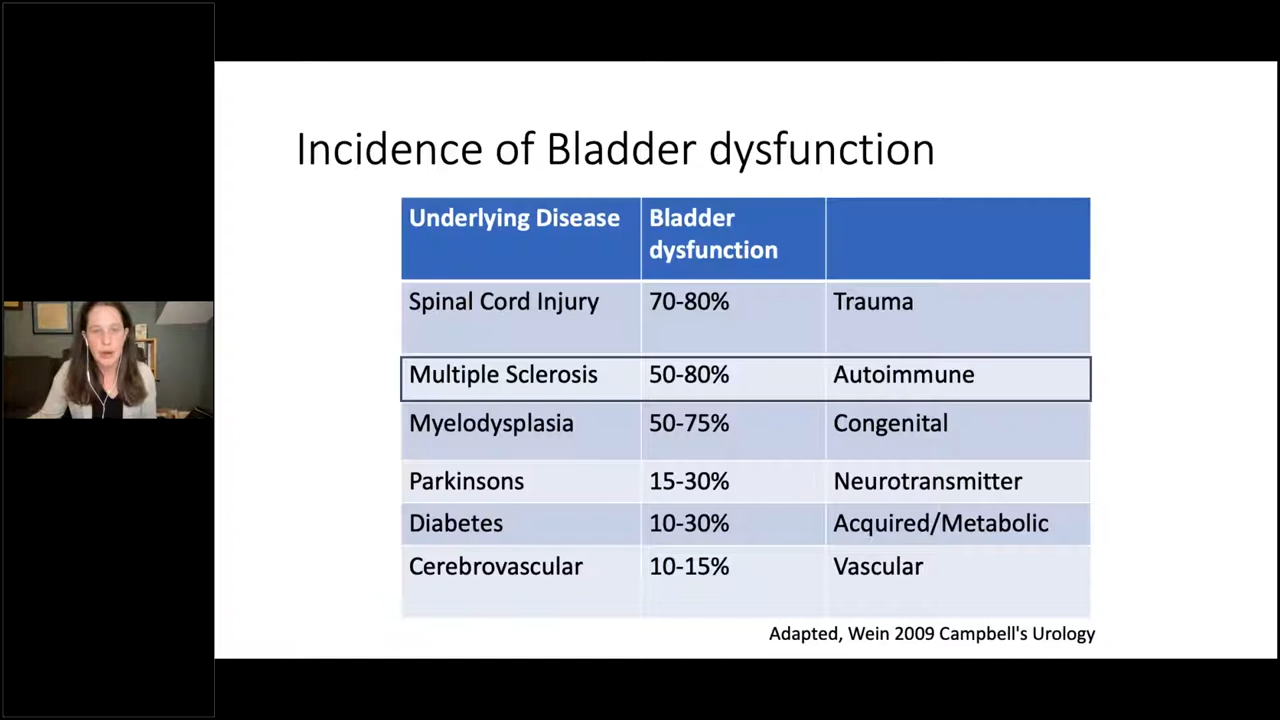 Incidence of Bladder dysfunction
Underlying Disease Bladder dysfunction
Spinal Cord Injury 70-80% Trauma
Multiple Sclerosis 50-80% Autoimmune
Myelodysplasia 50-75% Congenital
Parkinsons 15-30% Neurotransmitter
Diabetes 10-30% Acquired/Metabolic
Cerebrovascular 10-15% Vascular
Adapted, Wein 2009 Campbell's Urology